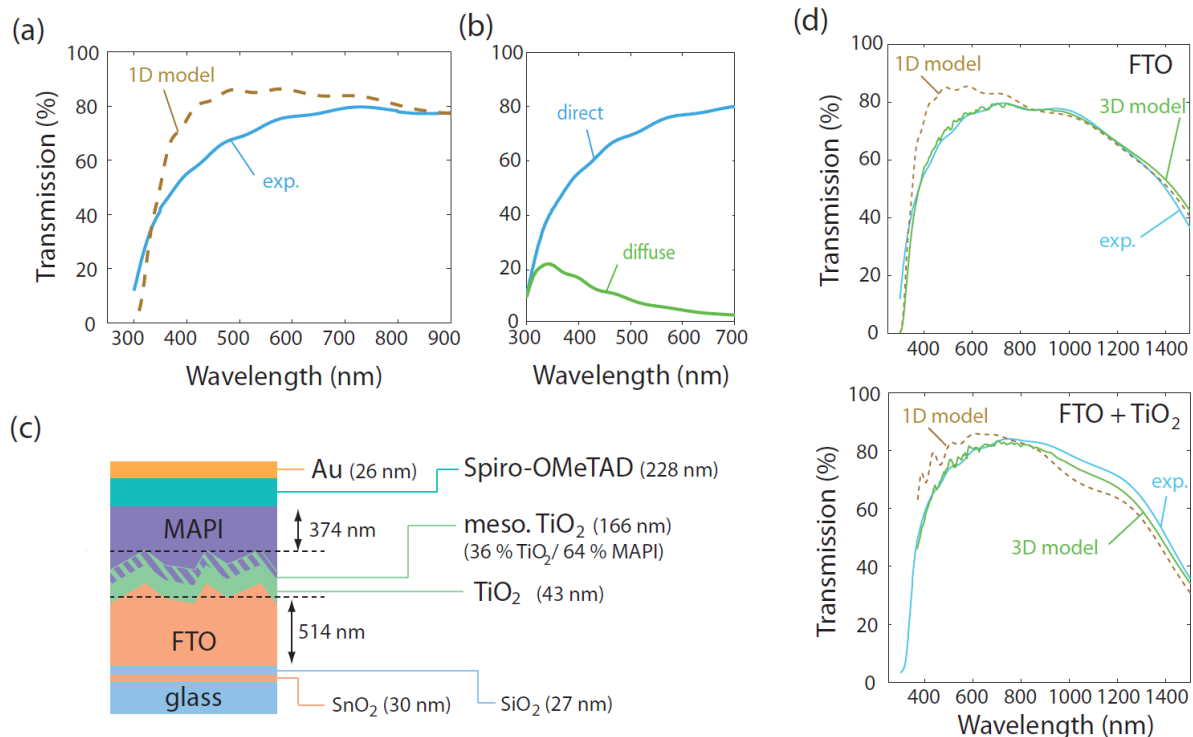 (a)
100
80
60
40
20
0
Transmission (%)
1D model
exp.
300 400 500 600 700 800 900
Wavelength (nm)
(b)
100
80
60
40
20
0
direct
diffuse
300 400 500 600 700
Wavelength (nm)
(c)
Au (26 nm)
Spiro-OMeTAD (228 nm)
MAPI
374 nm
meso. TiO₂ (166 nm)
(36 % TiO₂/ 64 % MAPI)
TiO₂ (43 nm)
FTO
514 nm
glass
SnO₂ (30 nm)
SiO₂ (27 nm)
(d)
100
80
60
40
20
0
Transmission (%)
1D model
FTO
3D model
exp.
400 600 800 1000 1200 1400
100
80
60
40
20
0
Transmission (%)
1D model
FTO + TiO₂
exp.
3D model
400 600 800 1000 1200 1400
Wavelength (nm)